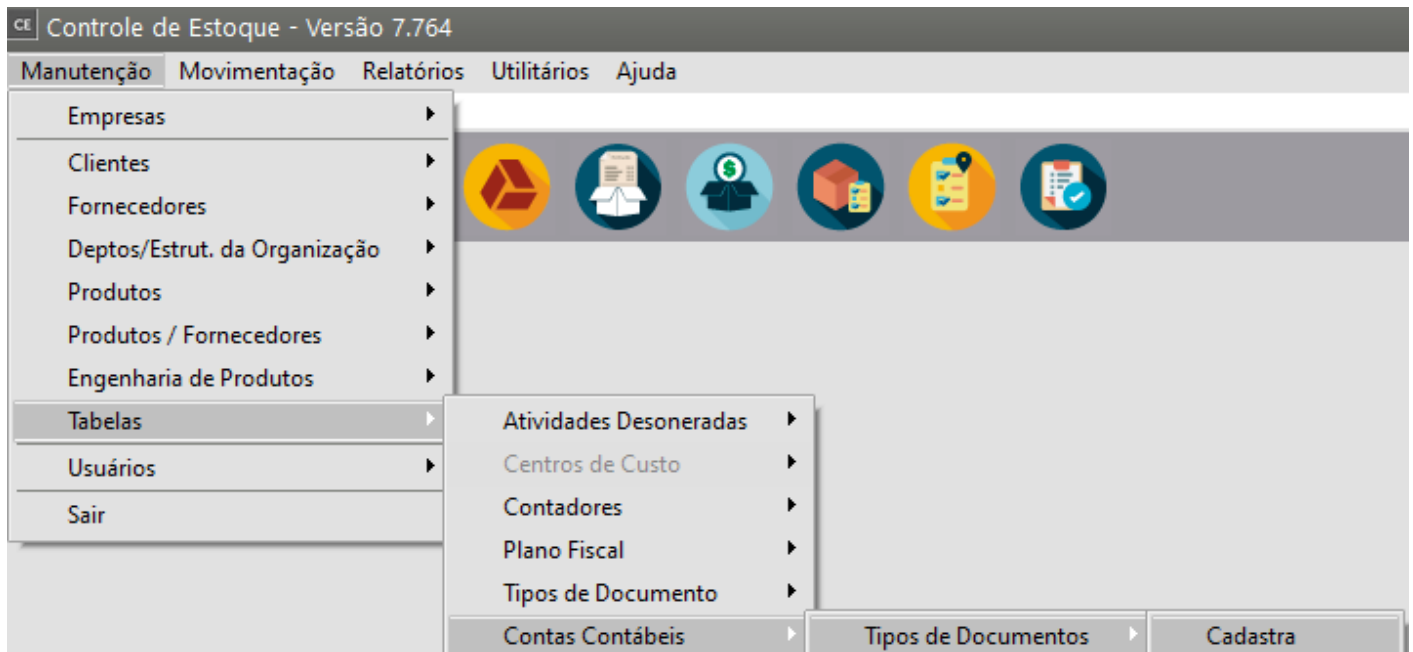 CE Controle de Estoque - Versão 7.764
Manutenção Movimentação Relatórios Utilitários Ajuda
Empresas
Clientes
Fornecedores
Deptos/Estrut. da Organização
Produtos
Produtos / Fornecedores
Engenharia de Produtos
Tabelas
Usuários
Sair
Atividades Desoneradas
Centros de Custo
Contadores
Plano Fiscal
Tipos de Documento
Contas Contábeis
Tipos de Documentos
Cadastra